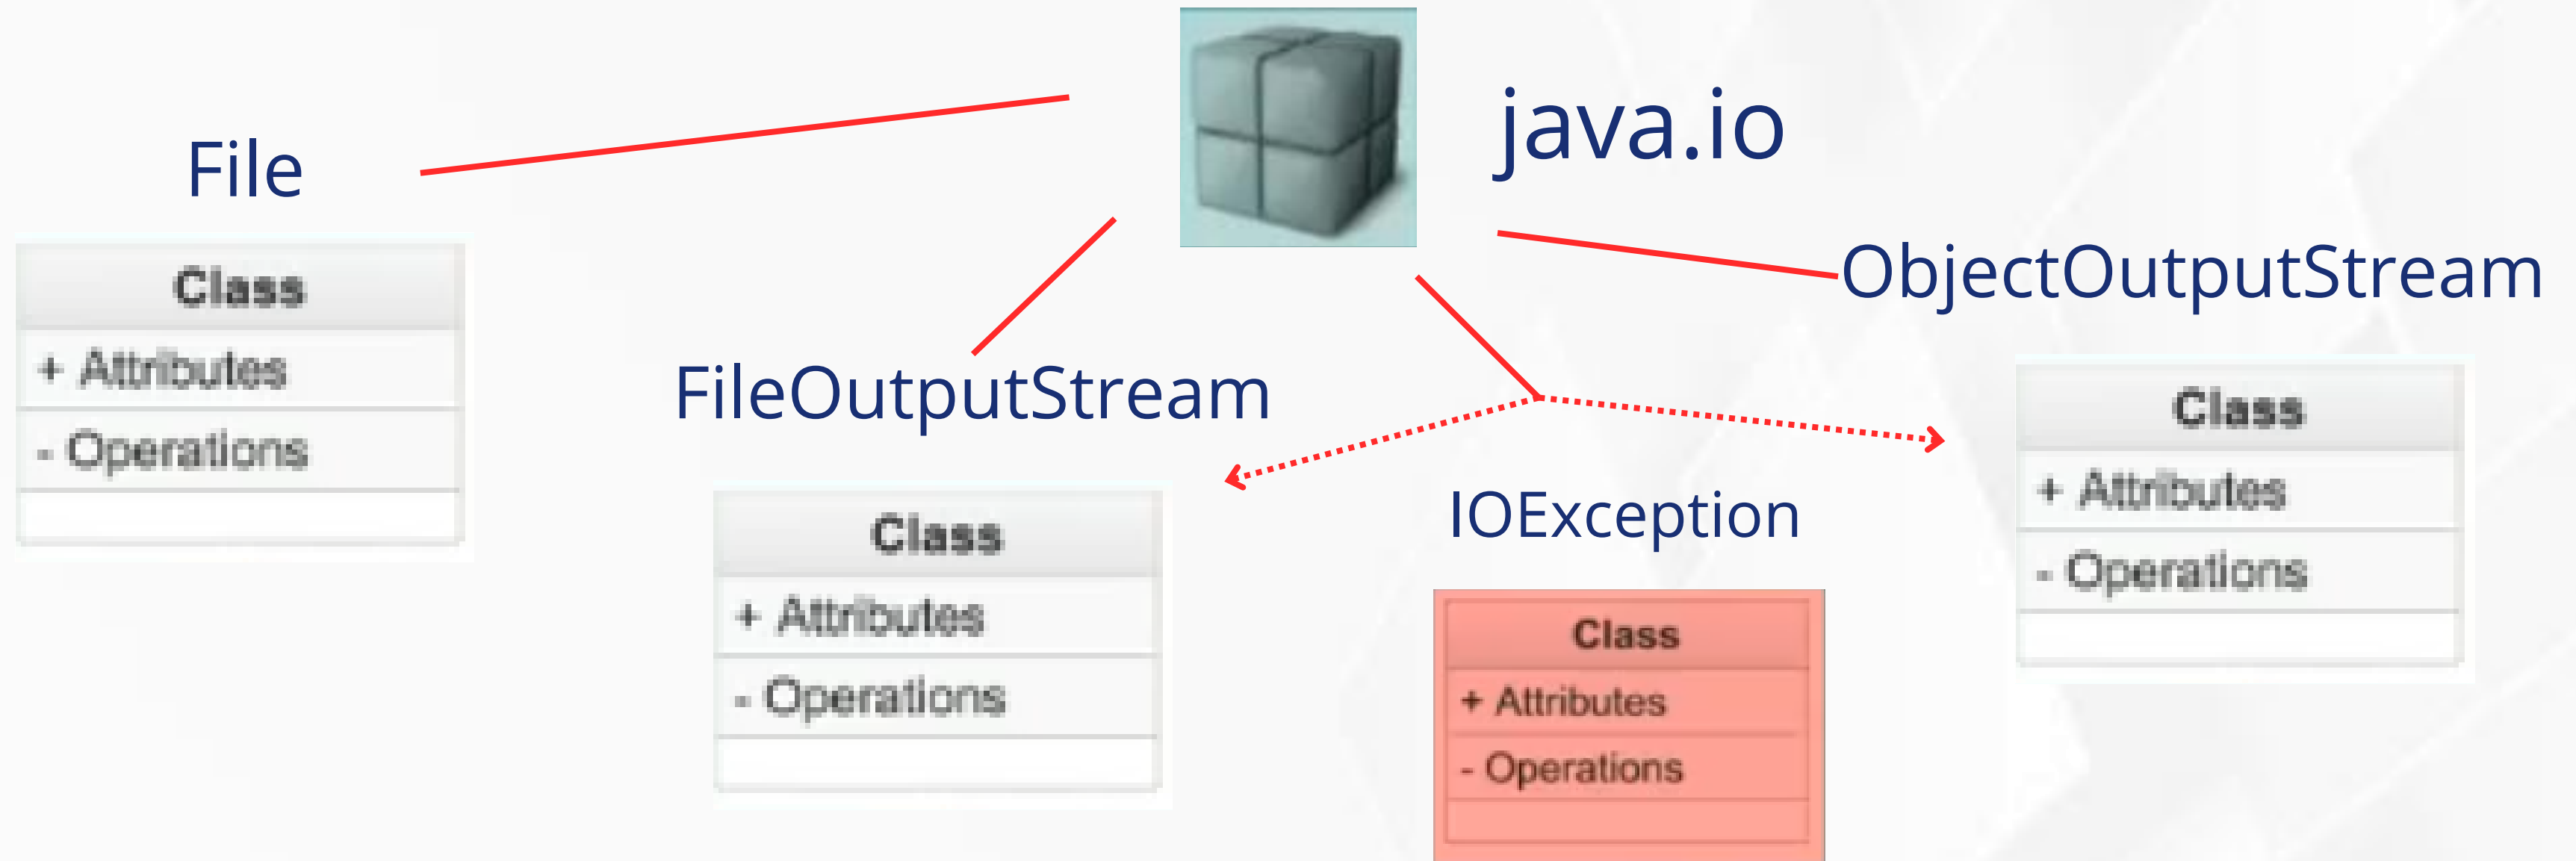 java.io
File
Class
+ Attributes
- Operations
FileOutputStream
Class
+ Attributes
- Operations
IOException
Class
+ Attributes
- Operations
ObjectOutputStream
Class
+ Attributes
- Operations